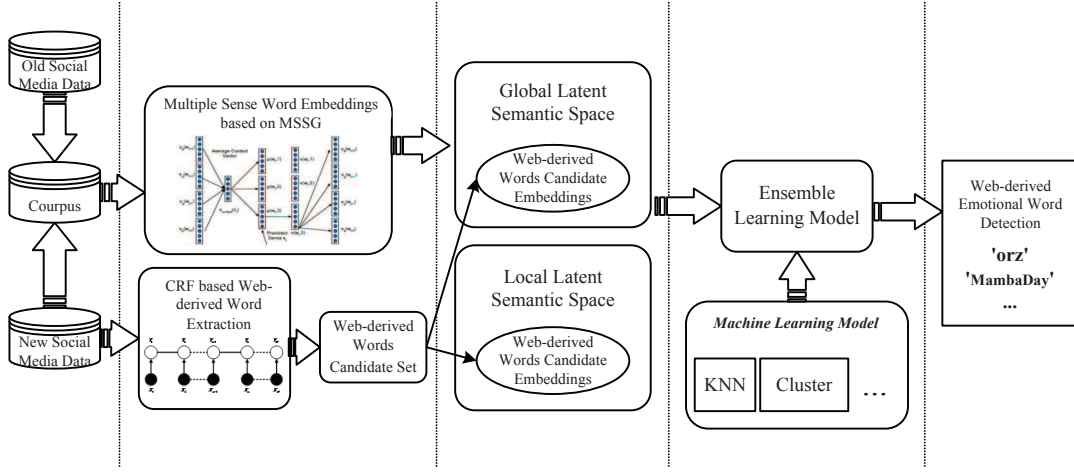 Old Social
Media Data
Courpus
New Social
Media Data
Multiple Sense Word Embeddings
based on MSSG
Average Context
Vector
Predicted
CRF based Web-
derived Word
Extraction
Web-derived
Words
Candidate Set
Global Latent
Semantic Space
Web-derived
Words Candidate
Embeddings
Local Latent
Semantic Space
Web-derived
Words Candidate
Embeddings
Ensemble
Learning Model
Machine Learning Model
KNN
Cluster
...
Web-derived
Emotional Word
Detection
'orz'
'MambaDay'
...